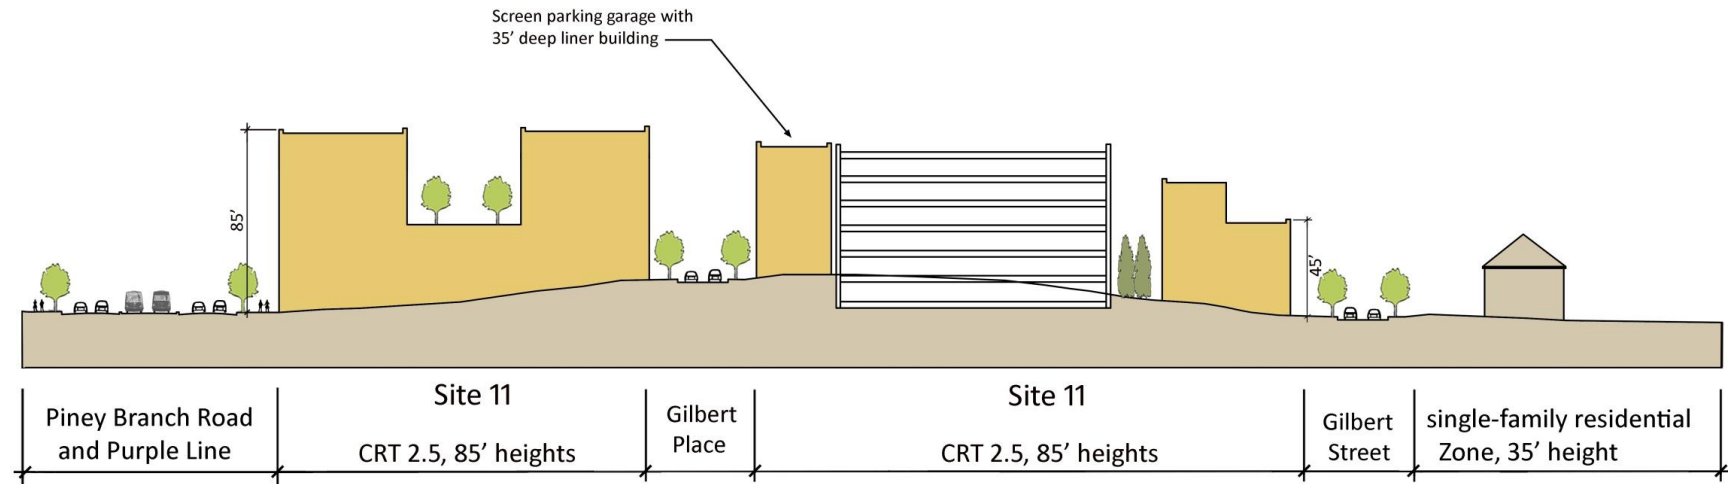 Screen parking garage with
35’ deep liner building
85’
45’
Piney Branch Road
and Purple Line
Site 11
CRT 2.5, 85’ heights
Gilbert
Place
Site 11
CRT 2.5, 85’ heights
Gilbert
Street
single-family residential
Zone, 35’ height